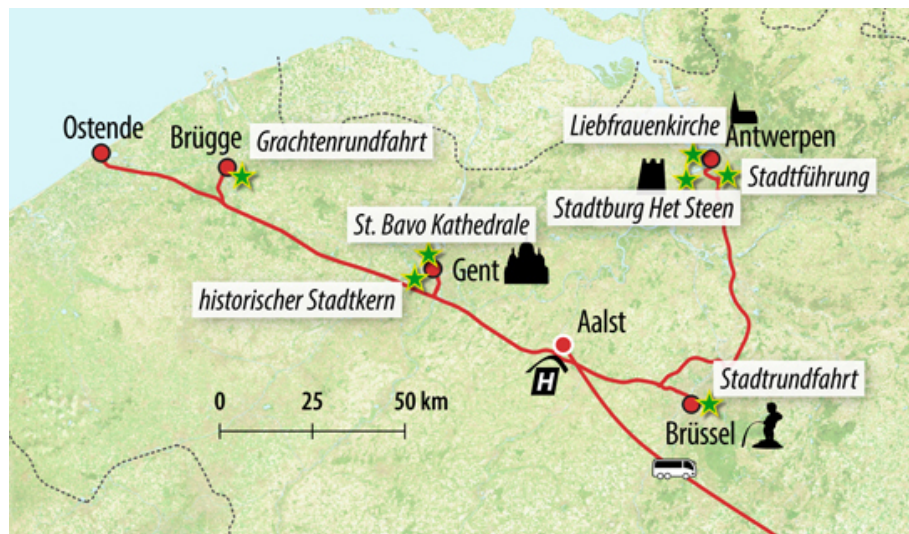 Ostende
Brügge
Grachtenrundfahrt
Liebfrauenkirche
Antwerpen
Stadtführung
Stadtburg Het Steen
St. Bavo Kathedrale
Gent
historischer Stadtkern
Aalst
H
0 25 50 km
Stadtrundfahrt
Brüssel